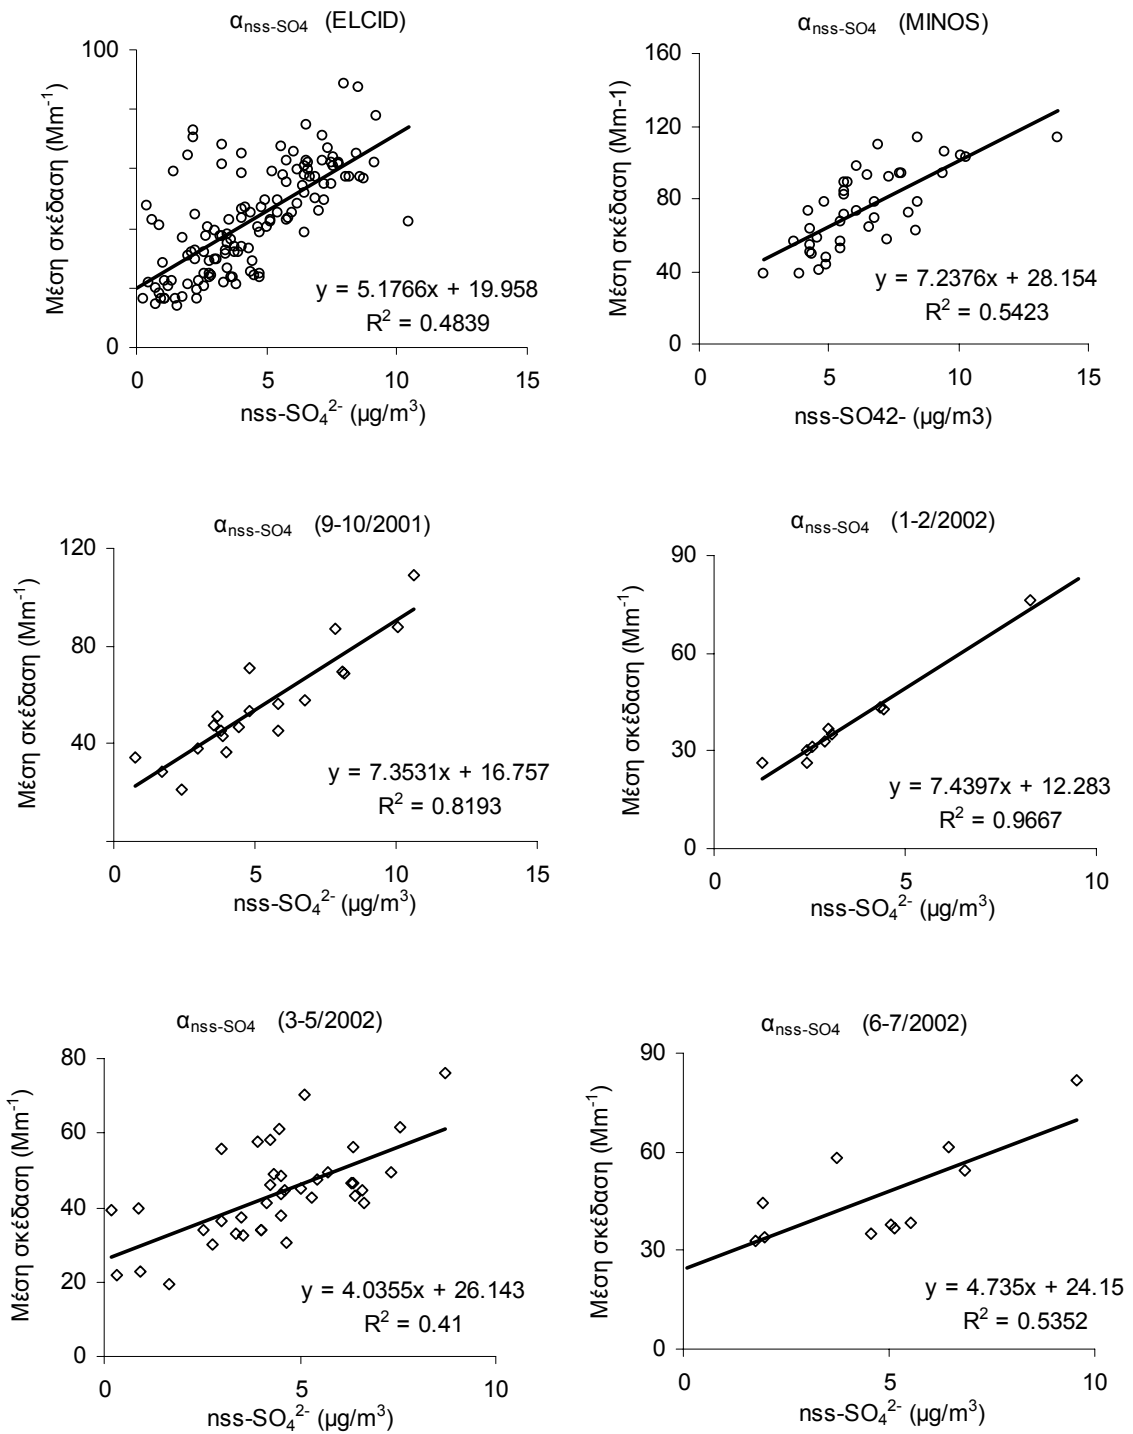 αnss-SO4 (ELCID)
100
0
Μέση σκέδαση (Mm-1)
y = 5.1766x + 19.958
R2 = 0.4839
0 5 10 15
nss-SO42- (µg/m3)
αnss-SO4 (MINOS)
160
120
80
40
0
Μέση σκέδαση (Mm-1)
y = 7.2376x + 28.154
R2 = 0.5423
0 5 10 15
nss-SO42- (µg/m3)
αnss-SO4 (9-10/2001)
120
80
40
Μέση σκέδαση (Mm-1)
y = 7.3531x + 16.757
R2 = 0.8193
0 5 10 15
nss-SO42- (µg/m3)
αnss-SO4 (1-2/2002)
90
60
30
0
Μέση σκέδαση (Mm-1)
y = 7.4397x + 12.283
R2 = 0.9667
0 5 10
nss-SO42- (µg/m3)
αnss-SO4 (3-5/2002)
80
60
40
20
0
Μέση σκέδαση (Mm-1)
y = 4.0355x + 26.143
R2 = 0.41
0 5 10
nss-SO42- (µg/m3)
αnss-SO4 (6-7/2002)
90
60
30
0
Μέση σκέδαση (Mm-1)
y = 4.735x + 24.15
R2 = 0.5352
0 5 10
nss-SO42- (µg/m3)